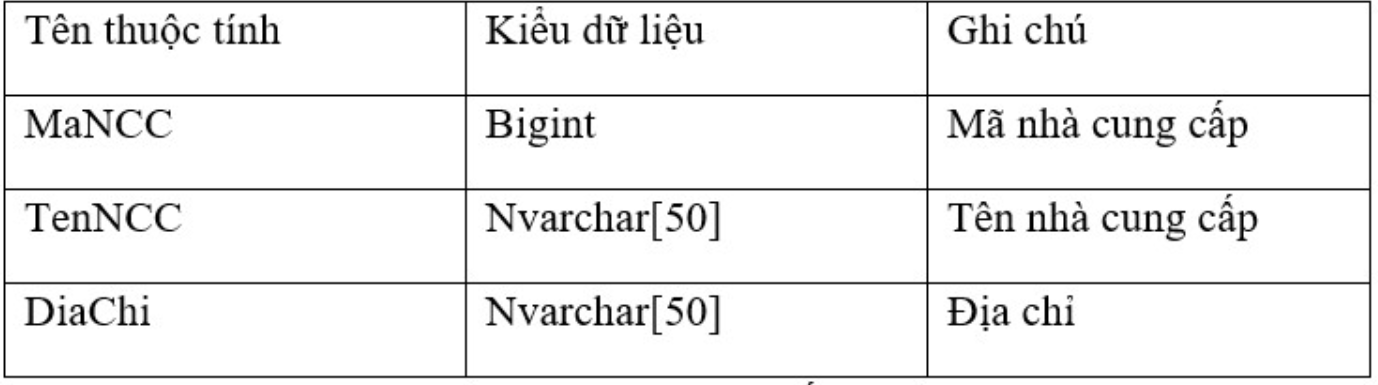 Tên thuộc tính Kiểu dữ liệu Ghi chú
MaNCC Bigint Mã nhà cung cấp
TenNCC Nvarchar[50] Tên nhà cung cấp
DiaChi Nvarchar[50] Địa chỉ